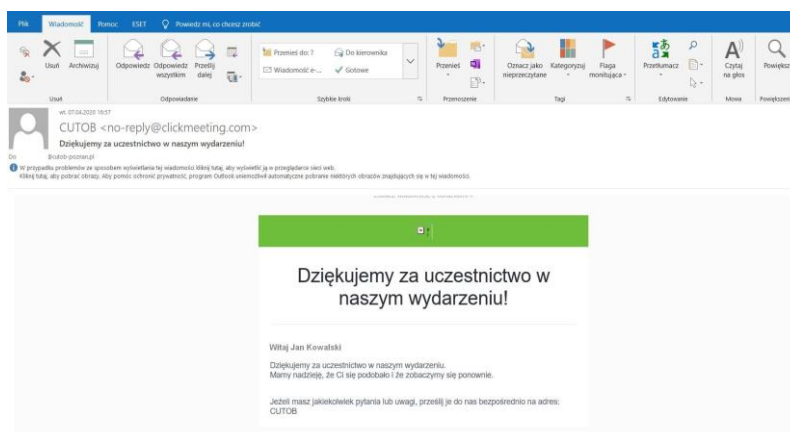 Plik Wiadomość Pomoc ESET Powiedz mi, co chcesz zrobić
Usuń Archiwizuj Odpowiedz Odpowiedz wszystkim Prześlij dalej
Przenieś do: ? Do kierownika
Wiadomość e-... Gotowe
Przenieś Oznacz jako nieprzeczytane Kategoryzuj Flaga monitująca Przetłumacz Czytaj na głos Powiększ
Usuń Odpowiadanie Szybkie kroki Przenoszenie Tagi Edytowanie Mowa Powiększenie
wt. 07.04.2020 16:57
CUTOB <no-reply@clickmeeting.com>
Dziękujemy za uczestnictwo w naszym wydarzeniu!
Do @cutob-poznan.pl
W przypadku problemów ze sposobem wyświetlania tej wiadomości kliknij tutaj, aby wyświetlić ją w przeglądarce sieci web.
Kliknij tutaj, aby pobrać obrazy. Aby pomóc ochronić prywatność, program Outlook uniemożliwił automatyczne pobranie niektórych obrazów znajdujących się w tej wiadomości.
Dziękujemy za uczestnictwo w
naszym wydarzeniu!
Witaj Jan Kowalski
Dziękujemy za uczestnictwo w naszym wydarzeniu.
Mamy nadzieję, że Ci się podobało i że zobaczymy się ponownie.
Jeżeli masz jakiekolwiek pytania lub uwagi, prześlij je do nas bezpośrednio na adres:
CUTOB